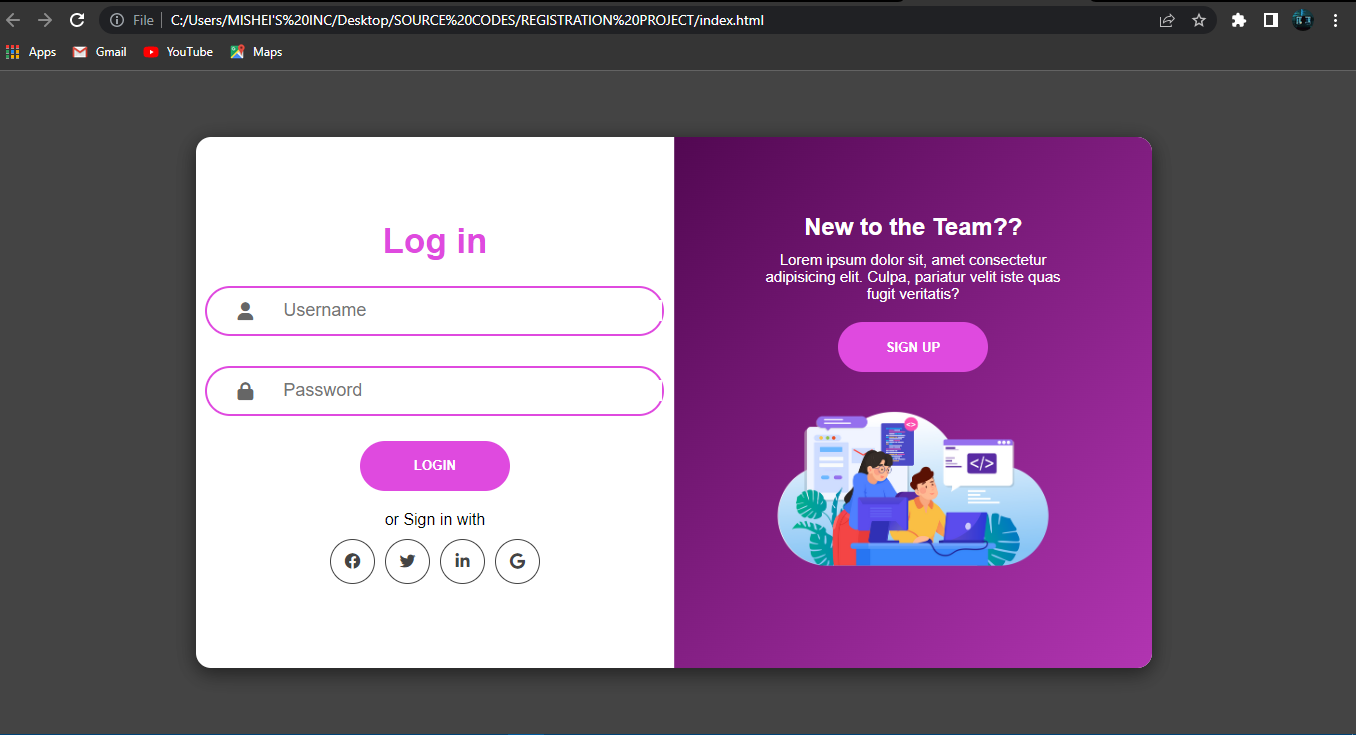 File
C:/Users/MISHEI'S%20INC/Desktop/SOURCE%20CODES/REGISTRATION%20PROJECT/index.html
Apps Gmail YouTube Maps
Log in
Username
Password
LOGIN
or Sign in with
New to the Team??
Lorem ipsum dolor sit, amet consectetur
adipisicing elit. Culpa, pariatur velit iste quas
fugit veritatis?
SIGN UP